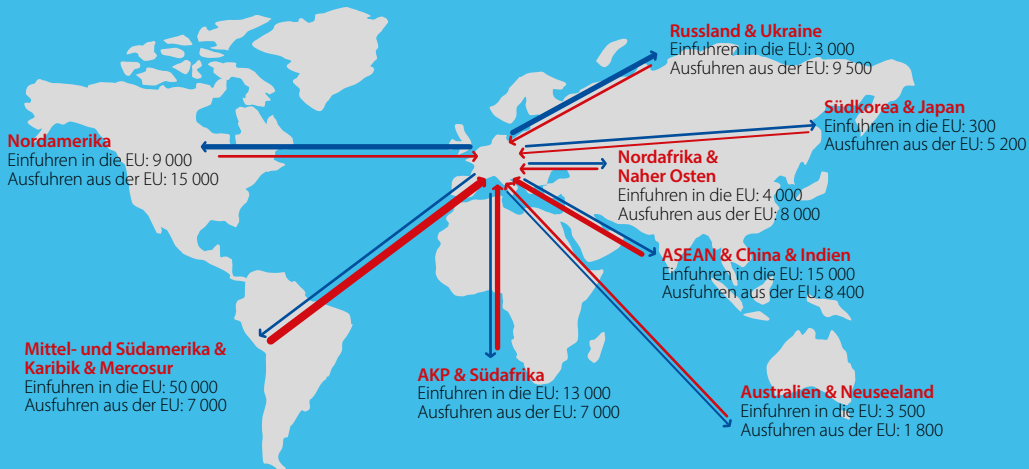 Russland & Ukraine
Einfuhren in die EU: 3 000
Ausfuhren aus der EU: 9 500
Südkorea & Japan
Einfuhren in die EU: 300
Ausfuhren aus der EU: 5 200
Nordamerika
Einfuhren in die EU: 9 000
Ausfuhren aus der EU: 15 000
Nordafrika &
Naher Osten
Einfuhren in die EU: 4 000
Ausfuhren aus der EU: 8 000
ASEAN & China & Indien
Einfuhren in die EU: 15 000
Ausfuhren aus der EU: 8 400
Mittel- und Südamerika &
Karibik & Mercosur
Einfuhren in die EU: 50 000
Ausfuhren aus der EU: 7 000
AKP & Südafrika
Einfuhren in die EU: 13 000
Ausfuhren aus der EU: 7 000
Australien & Neuseeland
Einfuhren in die EU: 3 500
Ausfuhren aus der EU: 1 800